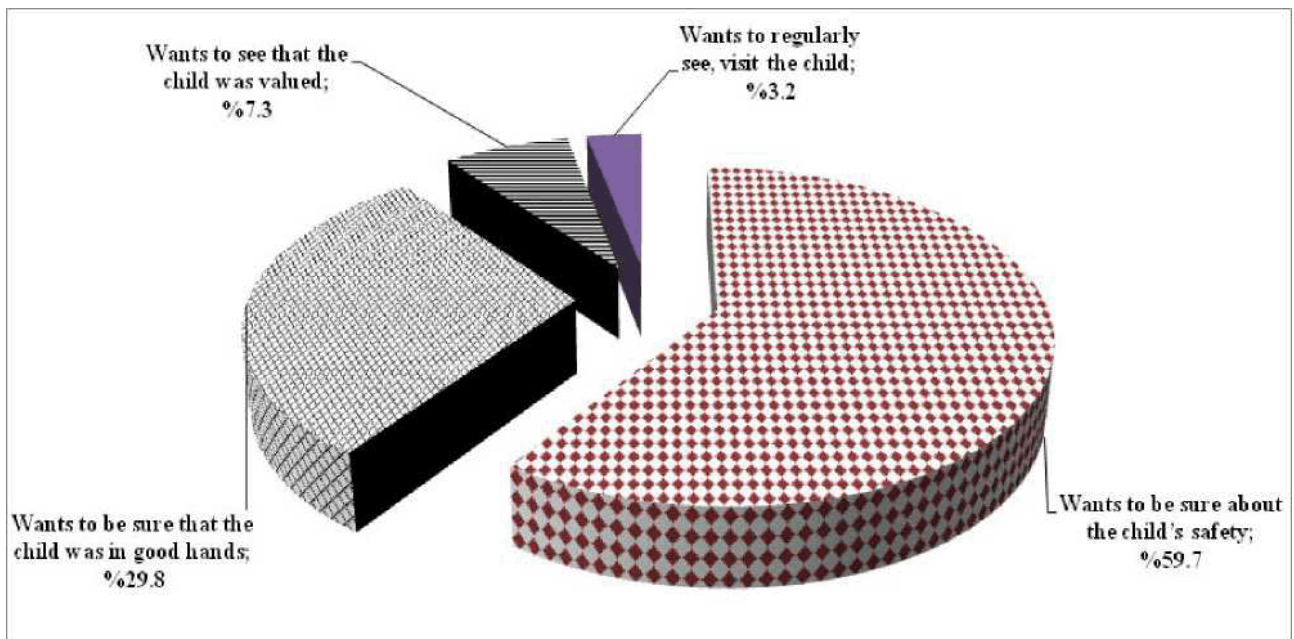 Wants to see that the
child was valued;
%7.3
Wants to regularly
see, visit the child;
%3.2
Wants to be sure that the
child was in good hands;
%29.8
Wants to be sure about
the child's safety;
%59.7